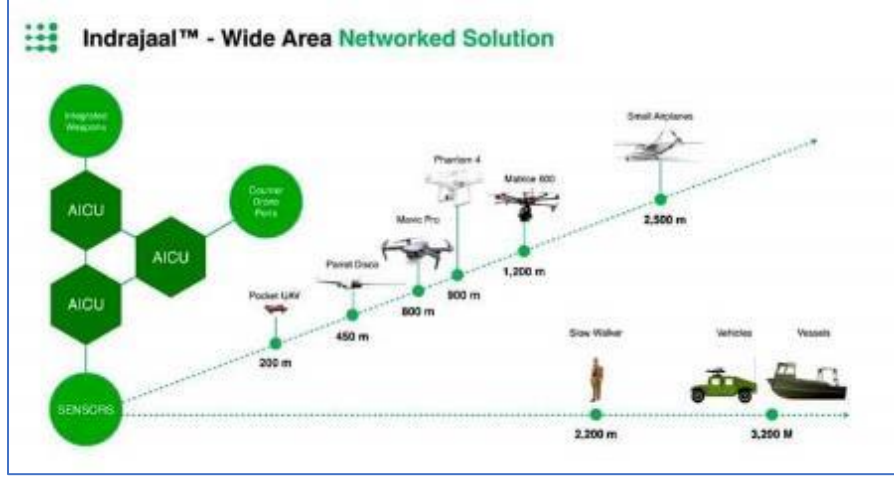 Indrajaal™ - Wide Area Networked Solution
Integrated
Weapons
AICU
AICU
AICU
Counter
Drone
SENSORS
Pocket UAV
200 m
Parrot Disco
450 m
Mavic Pro
800 m
Phantom 4
900 m
Matrice 600
1,200 m
Small Airplanes
2,500 m
Slow Walker
2,200 m
Vehicles
Vessels
3,200 M